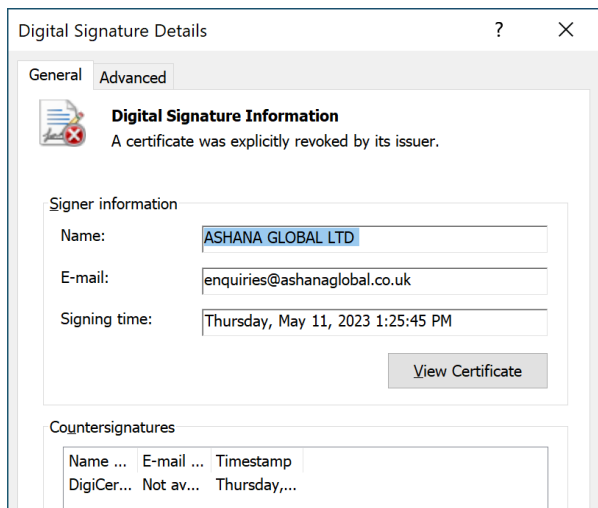 Digital Signature Details ? ×
General Advanced
Digital Signature Information
A certificate was explicitly revoked by its issuer.
Signer information
Name: ASHANA GLOBAL LTD
E-mail: enquiries@ashanaglobal.co.uk
Signing time: Thursday, May 11, 2023 1:25:45 PM
View Certificate
Countersignatures
Name ... E-mail ... Timestamp
DigiCer... Not av... Thursday,...